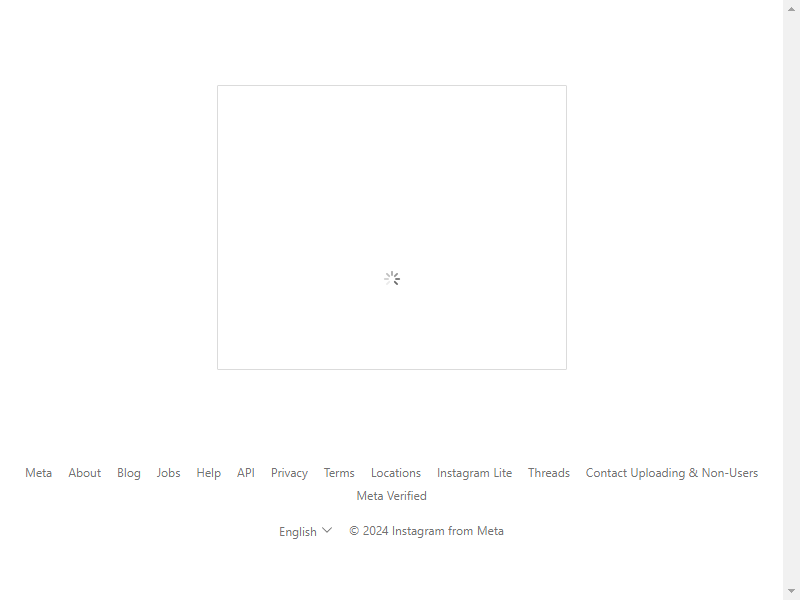 Meta About Blog Jobs Help API Privacy Terms Locations Instagram Lite Threads Contact Uploading & Non-Users
Meta Verified
English © 2024 Instagram from Meta